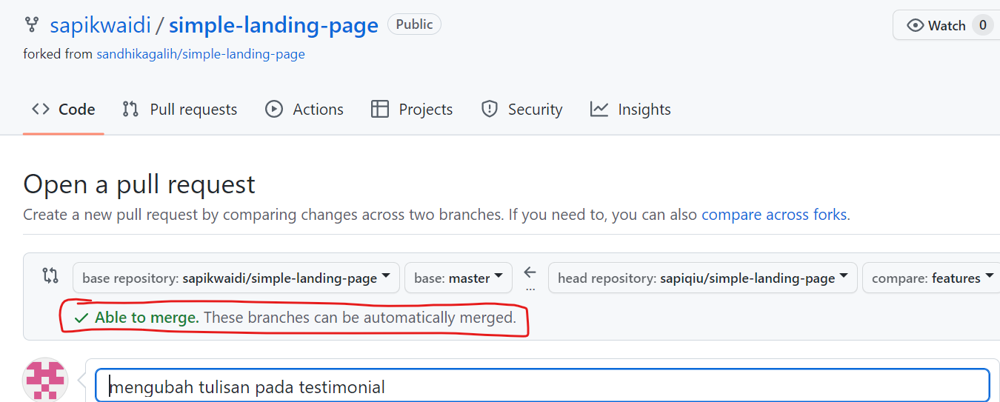 sapikwaidi / simple-landing-page Public Watch 0
forked from sandhikagalih/simple-landing-page
Code Pull requests Actions Projects Security Insights
Open a pull request
Create a new pull request by comparing changes across two branches. If you need to, you can also compare across forks.
base repository: sapikwaidi/simple-landing-page base: master ... head repository: sapiqiu/simple-landing-page compare: features
Able to merge. These branches can be automatically merged.
mengubah tulisan pada testimonial